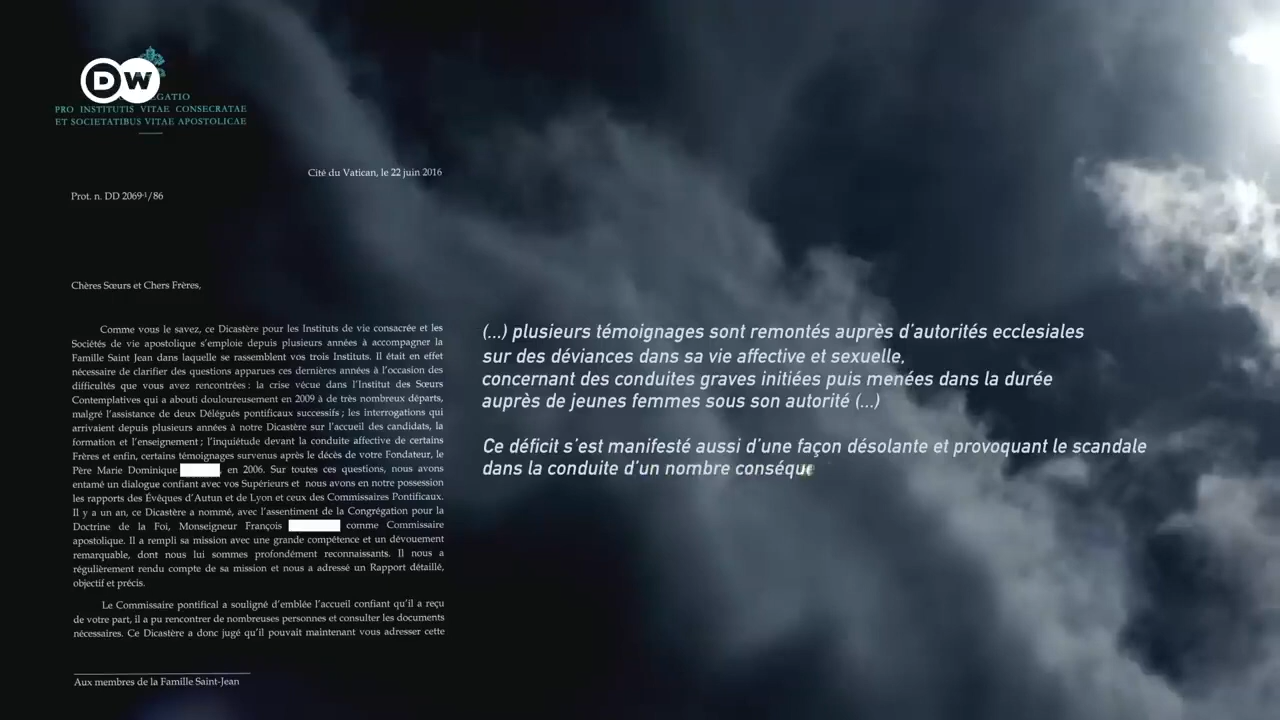 DW
EGATIO
PRO INSTITUTIS VITAE CONSECRATAE
ET SOCIETATIBUS VITAE APOSTOLICAE
Cité du Vatican, le 22 juin 2016
Prot. n. DD 2069-1/86
Chères Sœurs et Chers Frères,
Comme vous le savez, ce Dicastère pour les Instituts de vie consacrée et les
Sociétés de vie apostolique s'emploie depuis plusieurs années à accompagner la
Famille Saint Jean dans laquelle se rassemblent vos trois Instituts. Il était en effet
nécessaire de clarifier des questions apparues ces dernières années à l'occasion des
difficultés que vous avez rencontrées : la crise vécue dans l'Institut des Sœurs
Contemplatives qui a abouti douloureusement en 2009 à de très nombreux départs,
malgré l'assistance de deux Délégués pontificaux successifs ; les interrogations qui
arrivaient depuis plusieurs années à notre Dicastère sur l'accueil des candidats, la
formation et l'enseignement ; l'inquiétude devant la conduite affective de certains
Frères et enfin, certains témoignages survenus après le décès de votre Fondateur, le
Père Marie Dominique , en 2006. Sur toutes ces questions, nous avons
entamé un dialogue confiant avec vos Supérieurs et nous avons en notre possession
les rapports des Évêques d'Autun et de Lyon et ceux des Commissaires Pontificaux.
Il y a un an, ce Dicastère a nommé, avec l'assentiment de la Congrégation pour la
Doctrine de la Foi, Monseigneur François comme Commissaire
apostolique. Il a rempli sa mission avec une grande compétence et un dévouement
remarquable, dont nous lui sommes profondément reconnaissants. Il nous a
régulièrement rendu compte de sa mission et nous a adressé un Rapport détaillé,
objectif et précis.
Le Commissaire pontifical a souligné d'emblée l'accueil confiant qu'il a reçu
de votre part, il a pu rencontrer de nombreuses personnes et consulter les documents
nécessaires. Ce Dicastère a donc jugé qu'il pouvait maintenant vous adresser cette
Aux membres de la Famille Saint-Jean
(...) plusieurs témoignages sont remontés auprès d'autorités ecclesiales
sur des déviances dans sa vie affective et sexuelle,
concernant des conduites graves initiées puis menées dans la durée
auprès de jeunes femmes sous son autorité (...)
Ce déficit s'est manifesté aussi d'une façon désolante et provoquant le scandale
dans la conduite d'un nombre conséque